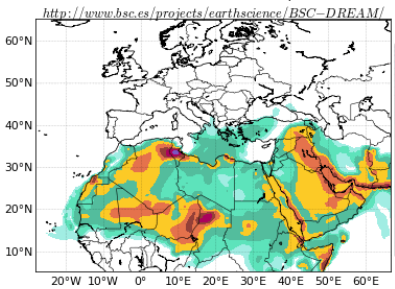 http://www.bsc.es/projects/earthscience/BSC−DREAM/
60°N
50°N
40°N
30°N
20°N
10°N
20°W 10°W 0° 10°E 20°E 30°E 40°E 50°E 60°E